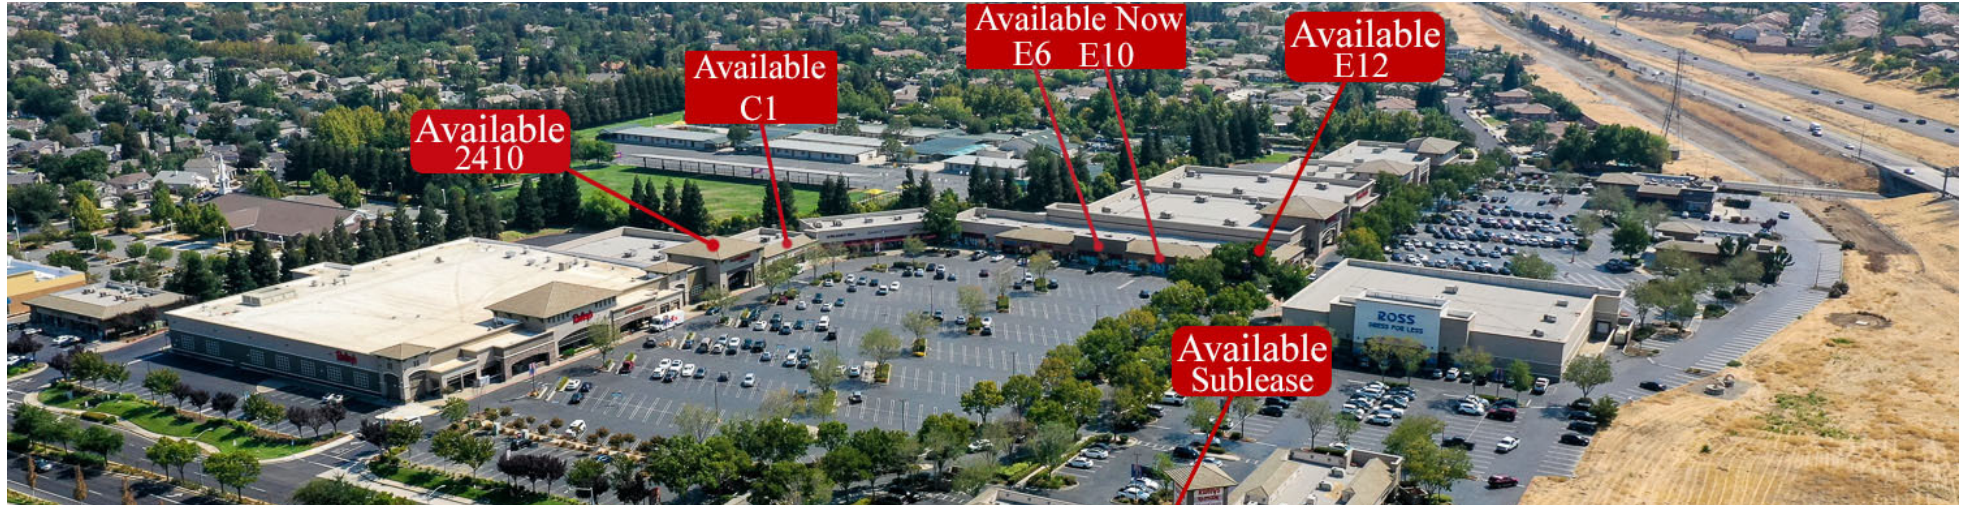 Available Now
E6 E10
Available
E12
Available
C1
Available
2410
ROSS
DRESS FOR LESS
Available
Sublease